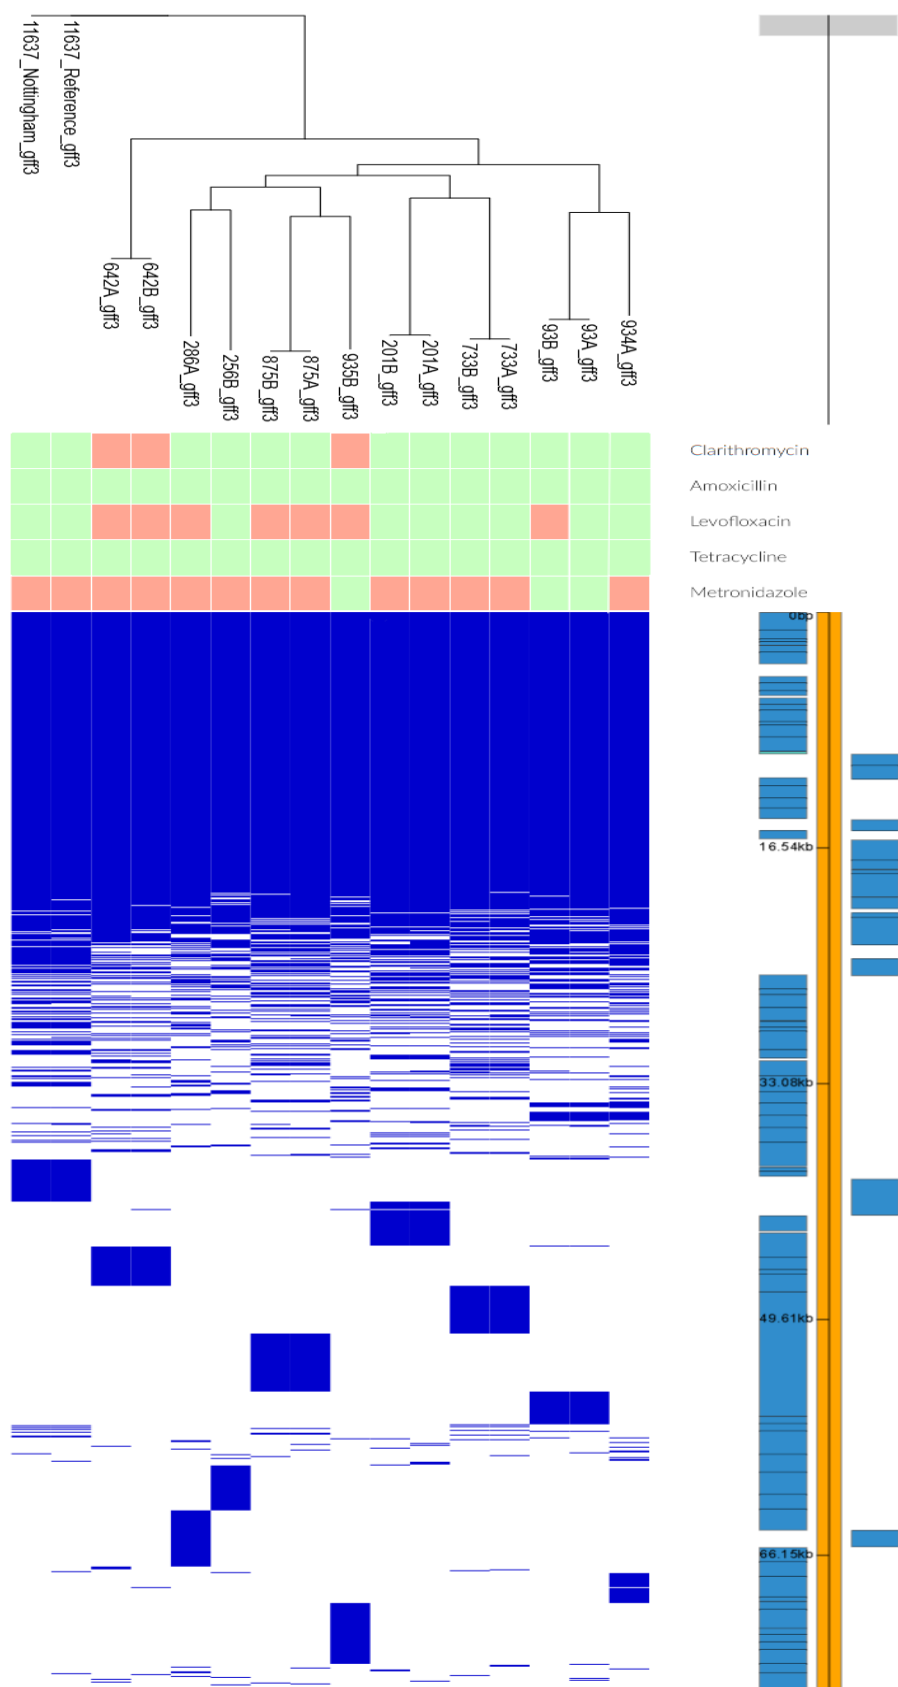 11637_Nottingham_gff3
11637_Reference_gff3
642A_gff3
642B_gff3
286A_gff3
256B_gff3
875B_gff3
875A_gff3
935B_gff3
201B_gff3
201A_gff3
733B_gff3
733A_gff3
93B_gff3
93A_gff3
934A_gff3
Clarithromycin
Amoxicillin
Levofloxacin
Tetracycline
Metronidazole
0bp
16.54kb
33.08kb
49.61kb
66.15kb